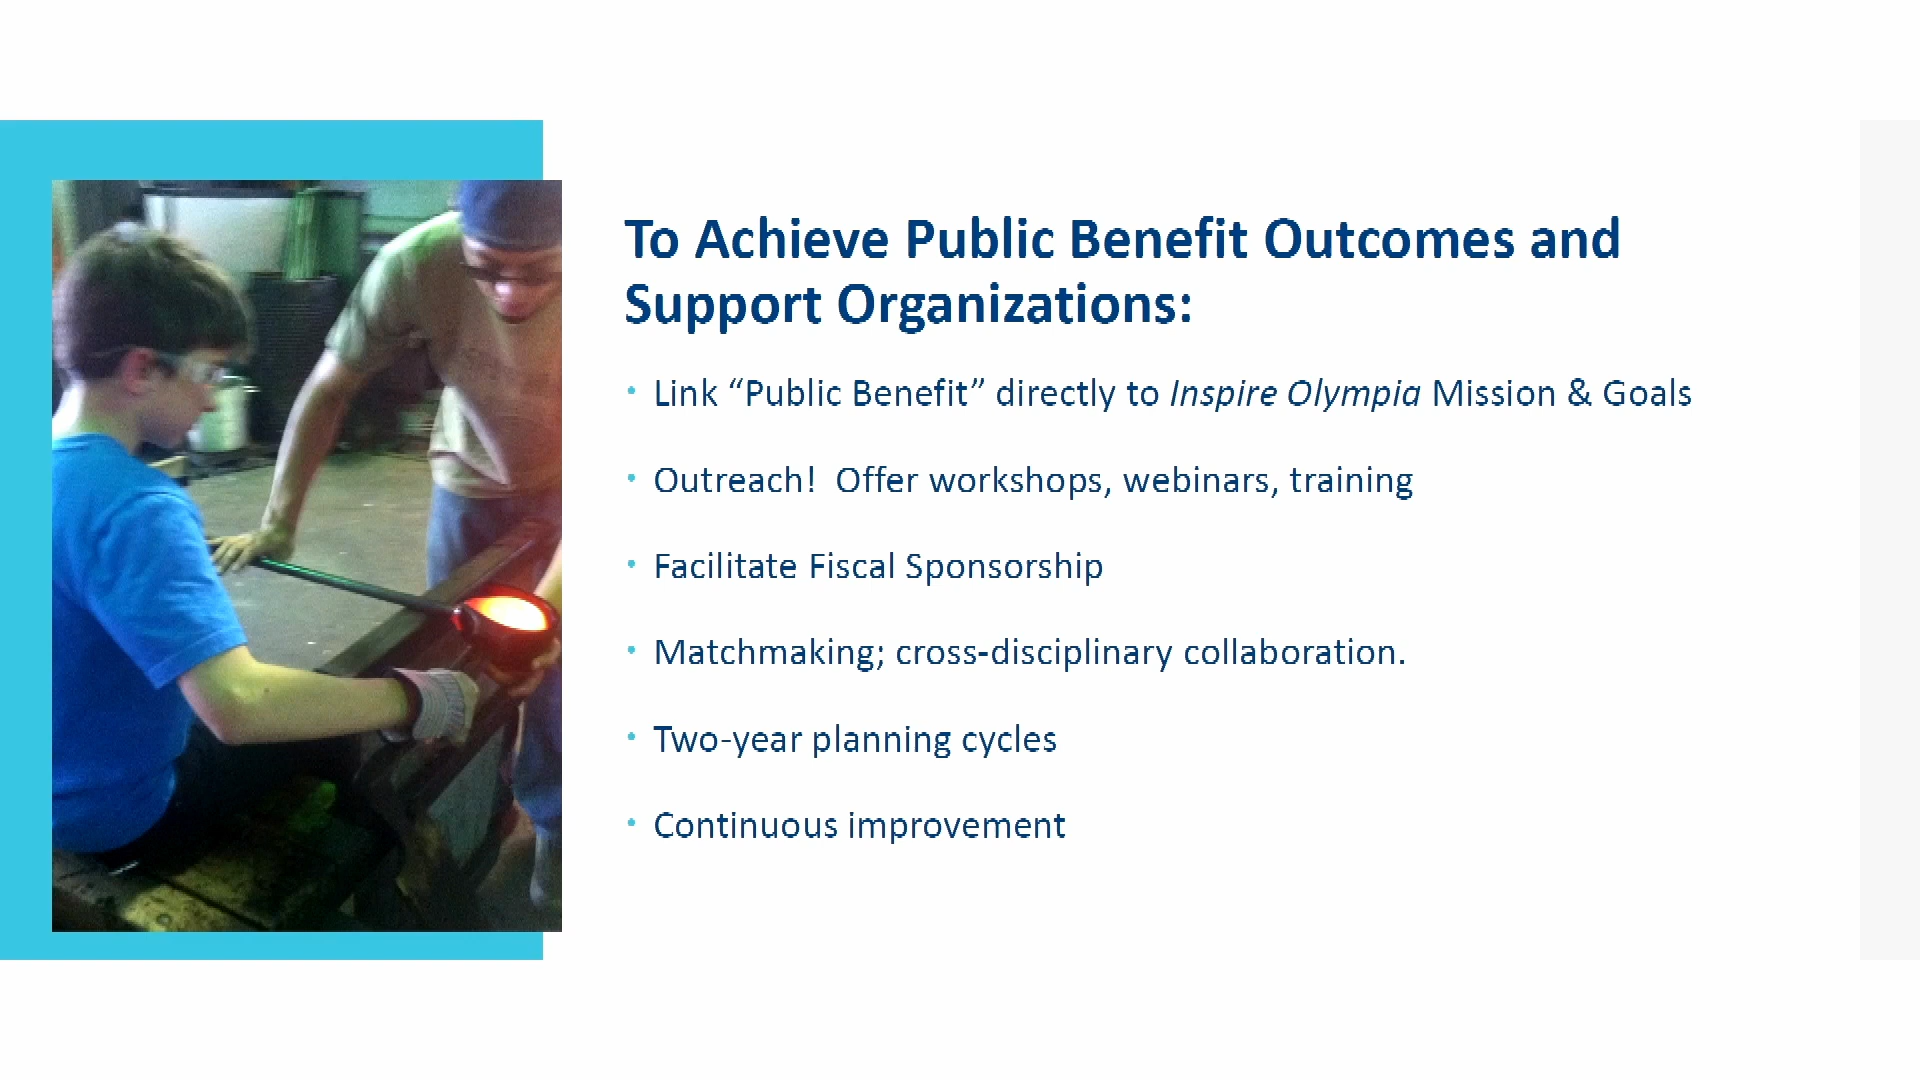 To Achieve Public Benefit Outcomes and
Support Organizations:
• Link “Public Benefit” directly to Inspire Olympia Mission & Goals
• Outreach!  Offer workshops, webinars, training
• Facilitate Fiscal Sponsorship
• Matchmaking; cross-disciplinary collaboration.
• Two-year planning cycles
• Continuous improvement